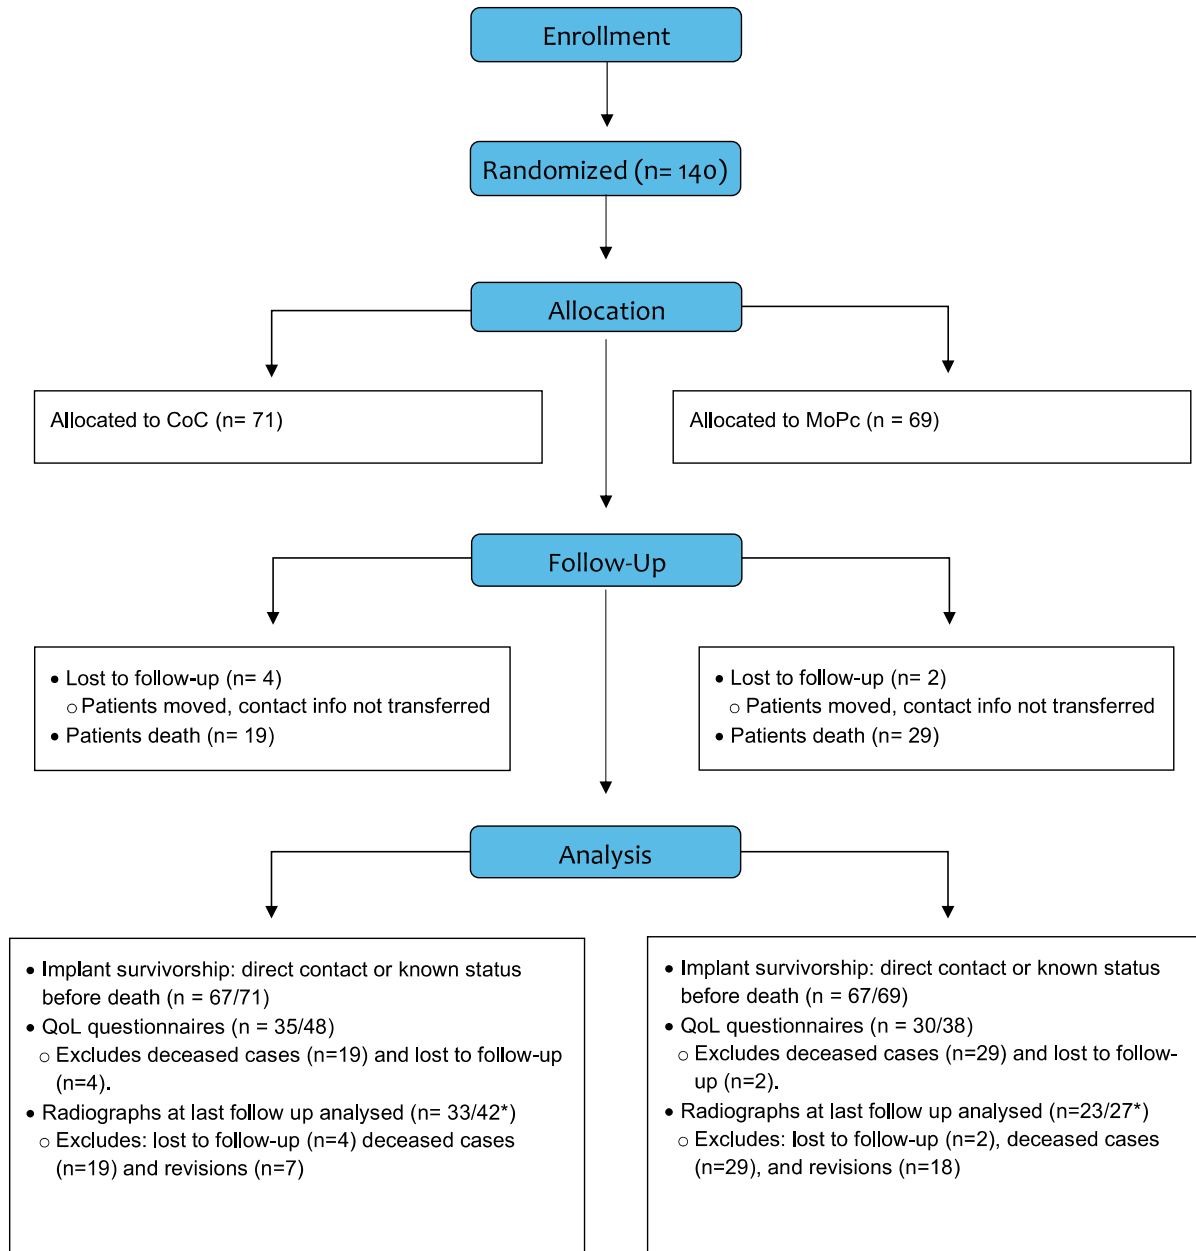 Enrollment
Randomized (n= 140)
Allocation
Allocated to CoC (n= 71)
Allocated to MoPc (n = 69)
Follow-Up
• Lost to follow-up (n= 4)
○ Patients moved, contact info not transferred
• Patients death (n= 19)
• Lost to follow-up (n= 2)
○ Patients moved, contact info not transferred
• Patients death (n= 29)
Analysis
• Implant survivorship: direct contact or known status
before death (n = 67/71)
• QoL questionnaires (n = 35/48)
○ Excludes deceased cases (n=19) and lost to follow-up
(n=4).
• Radiographs at last follow up analysed (n= 33/42*)
○ Excludes: lost to follow-up (n=4) deceased cases
(n=19) and revisions (n=7)
• Implant survivorship: direct contact or known status
before death (n = 67/69)
• QoL questionnaires (n = 30/38)
○ Excludes deceased cases (n=29) and lost to follow-
up (n=2).
• Radiographs at last follow up analysed (n=23/27*)
○ Excludes: lost to follow-up (n=2), deceased cases
(n=29), and revisions (n=18)